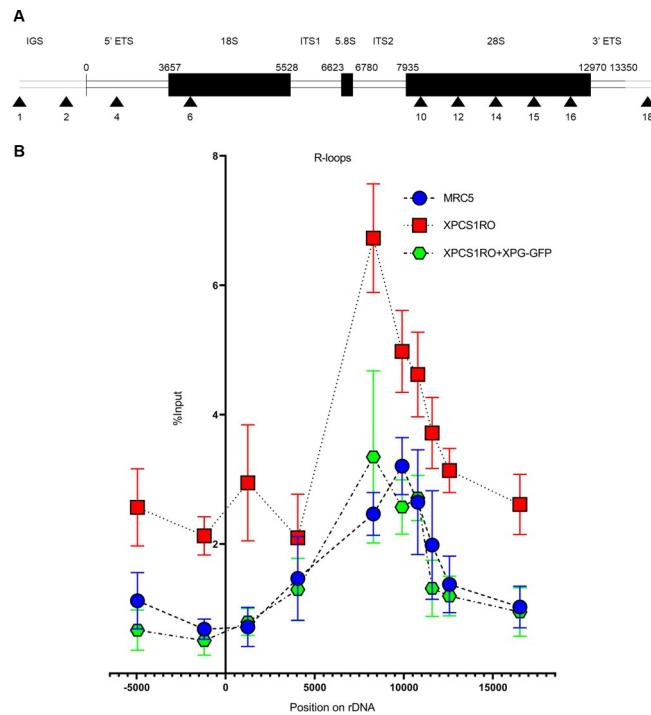 A
IGS 5' ETS 18S ITS1 5.8S ITS2 28S 3' ETS
0 3657 5528 6623 6780 7935 12970 13350
1 2 4 6 10 12 14 15 16 18
B
R-loops
8
MRC5
XPCS1RO
XPCS1RO+XPG-GFP
6
4
%Input
2
-5000 0 5000 10000 15000
Position on rDNA